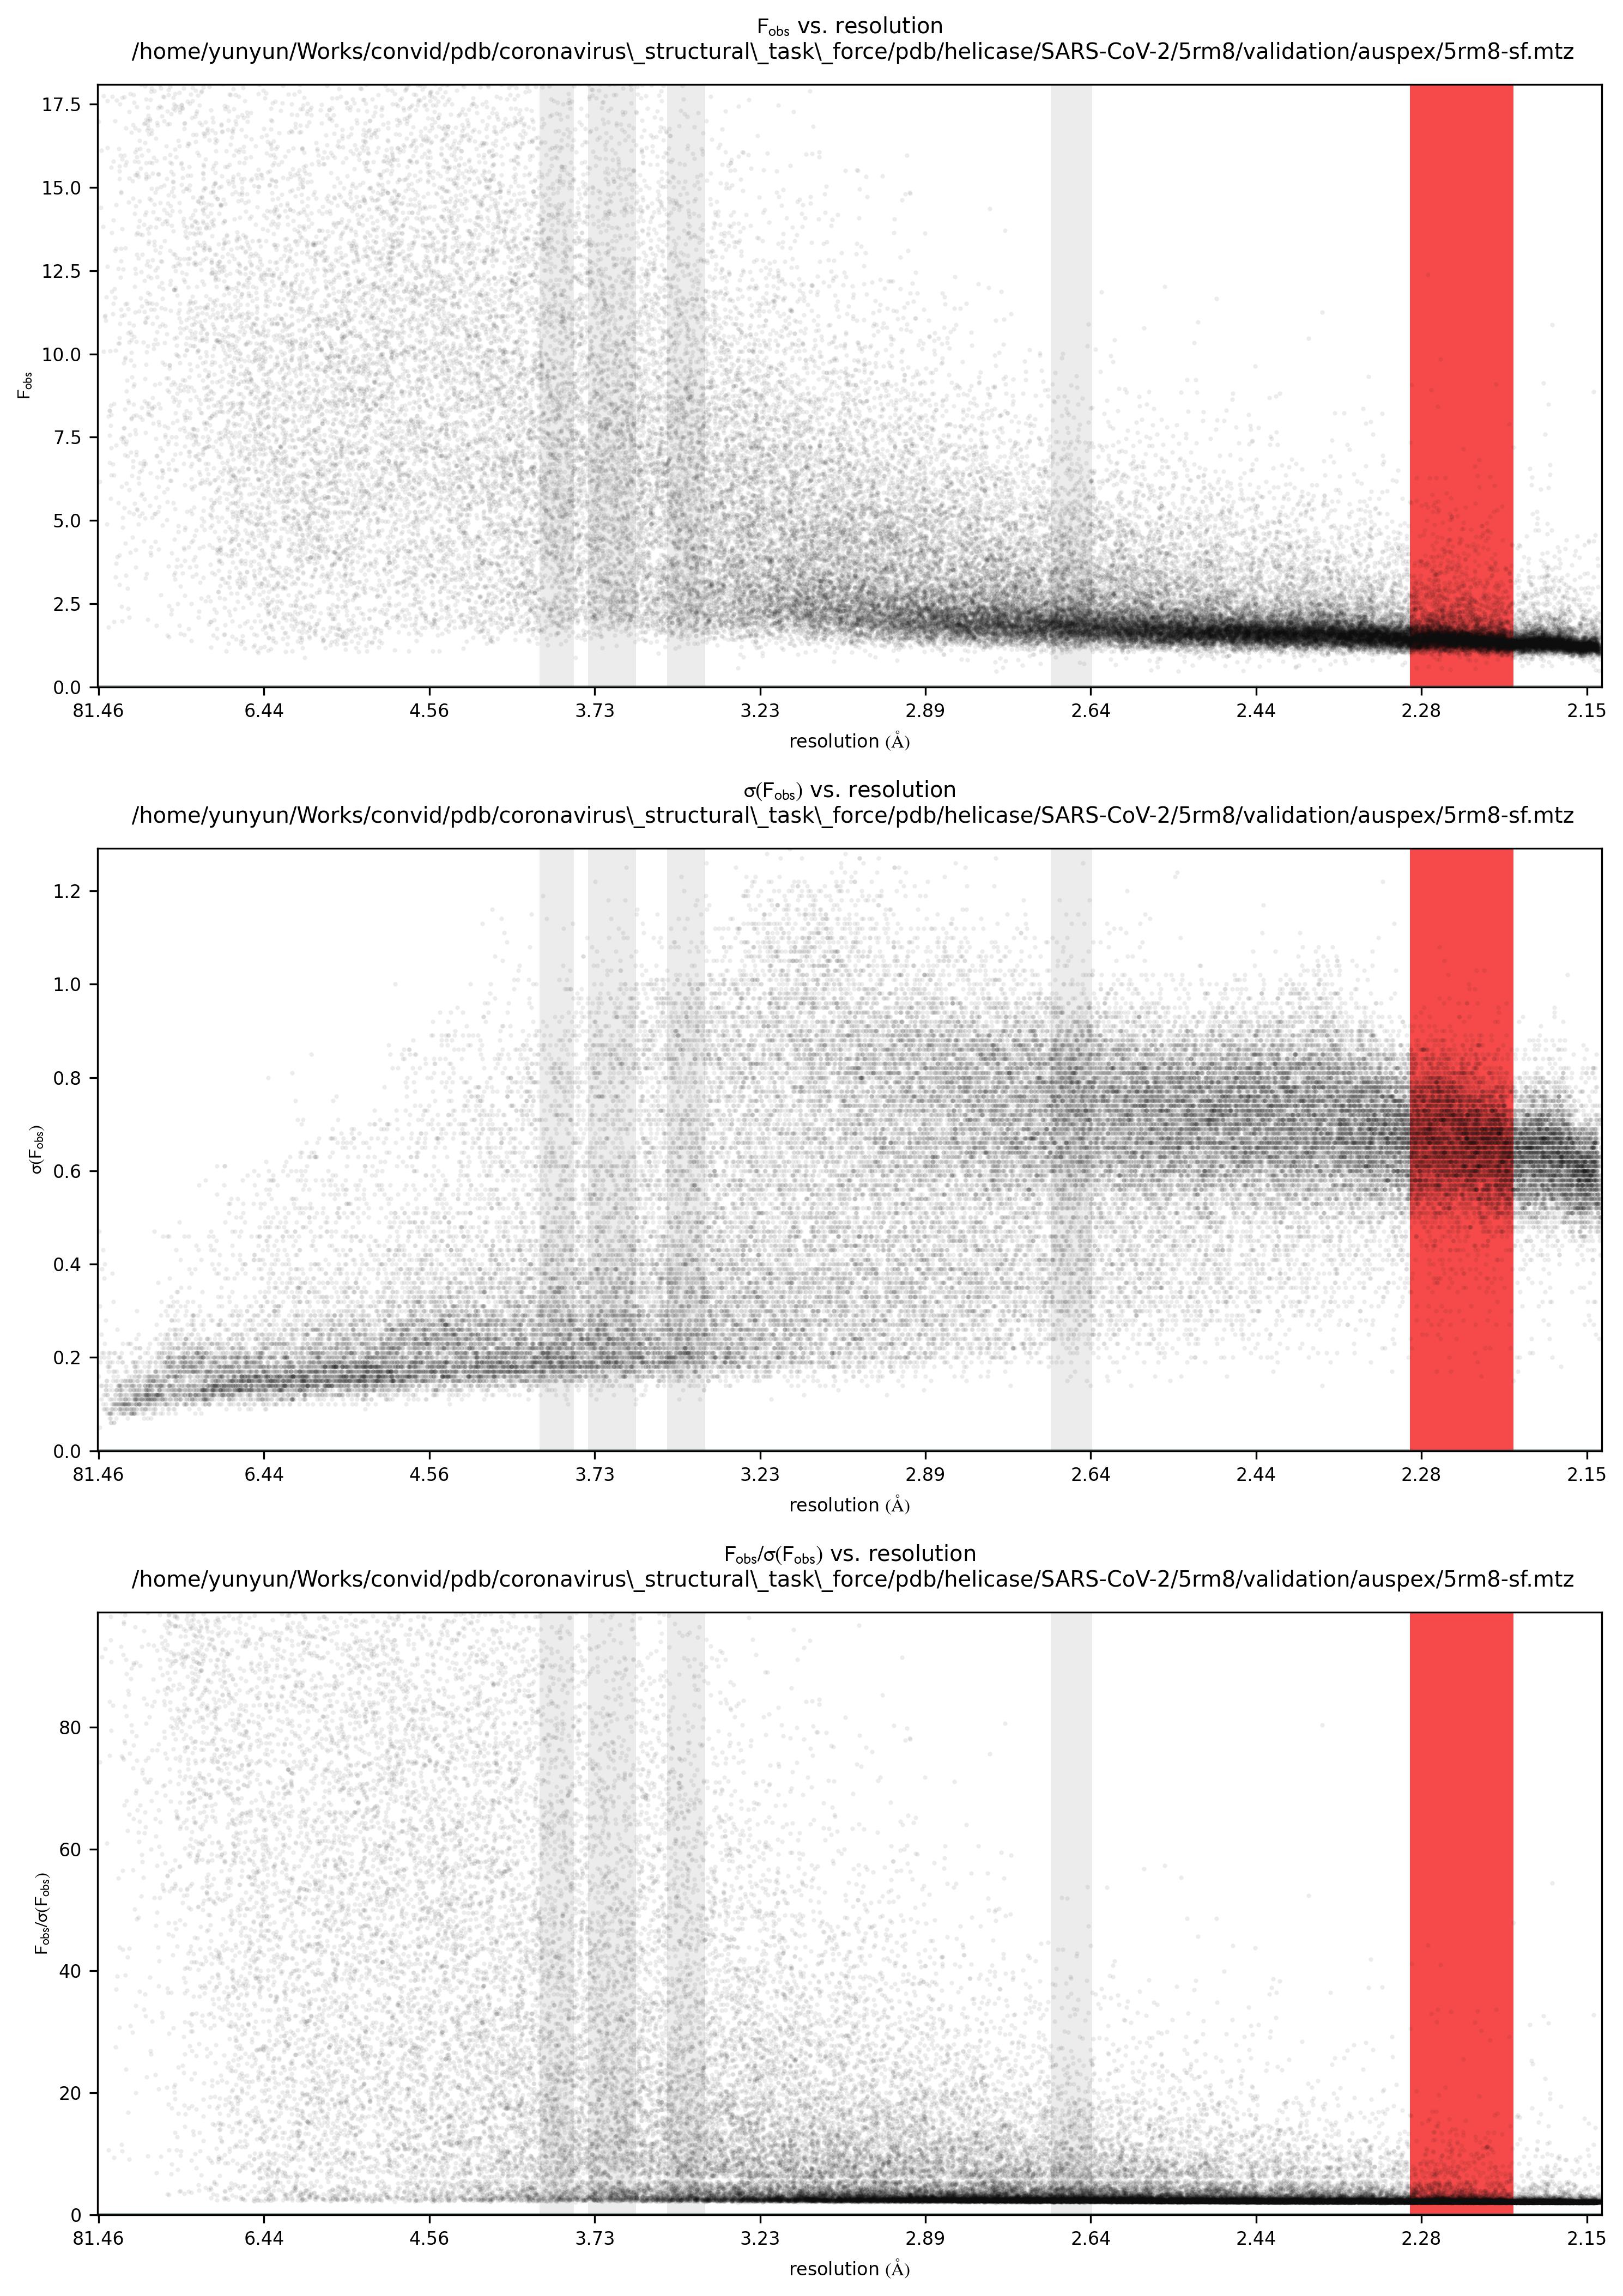 Fobs vs. resolution
/home/yunyun/Works/convid/pdb/coronavirus\_structural\_task\_force/pdb/helicase/SARS-CoV-2/5rm8/validation/auspex/5rm8-sf.mtz
17.5
15.0
12.5
10.0
7.5
5.0
2.5
0.0
Fobs
81.46 6.44 4.56 3.73 3.23 2.89 2.64 2.44 2.28 2.15
resolution (Å)
σ(Fobs) vs. resolution
/home/yunyun/Works/convid/pdb/coronavirus\_structural\_task\_force/pdb/helicase/SARS-CoV-2/5rm8/validation/auspex/5rm8-sf.mtz
1.2
1.0
0.8
0.6
0.4
0.2
0.0
σ(Fobs)
81.46 6.44 4.56 3.73 3.23 2.89 2.64 2.44 2.28 2.15
resolution (Å)
Fobs/σ(Fobs) vs. resolution
/home/yunyun/Works/convid/pdb/coronavirus\_structural\_task\_force/pdb/helicase/SARS-CoV-2/5rm8/validation/auspex/5rm8-sf.mtz
80
60
40
20
0
Fobs/σ(Fobs)
81.46 6.44 4.56 3.73 3.23 2.89 2.64 2.44 2.28 2.15
resolution (Å)